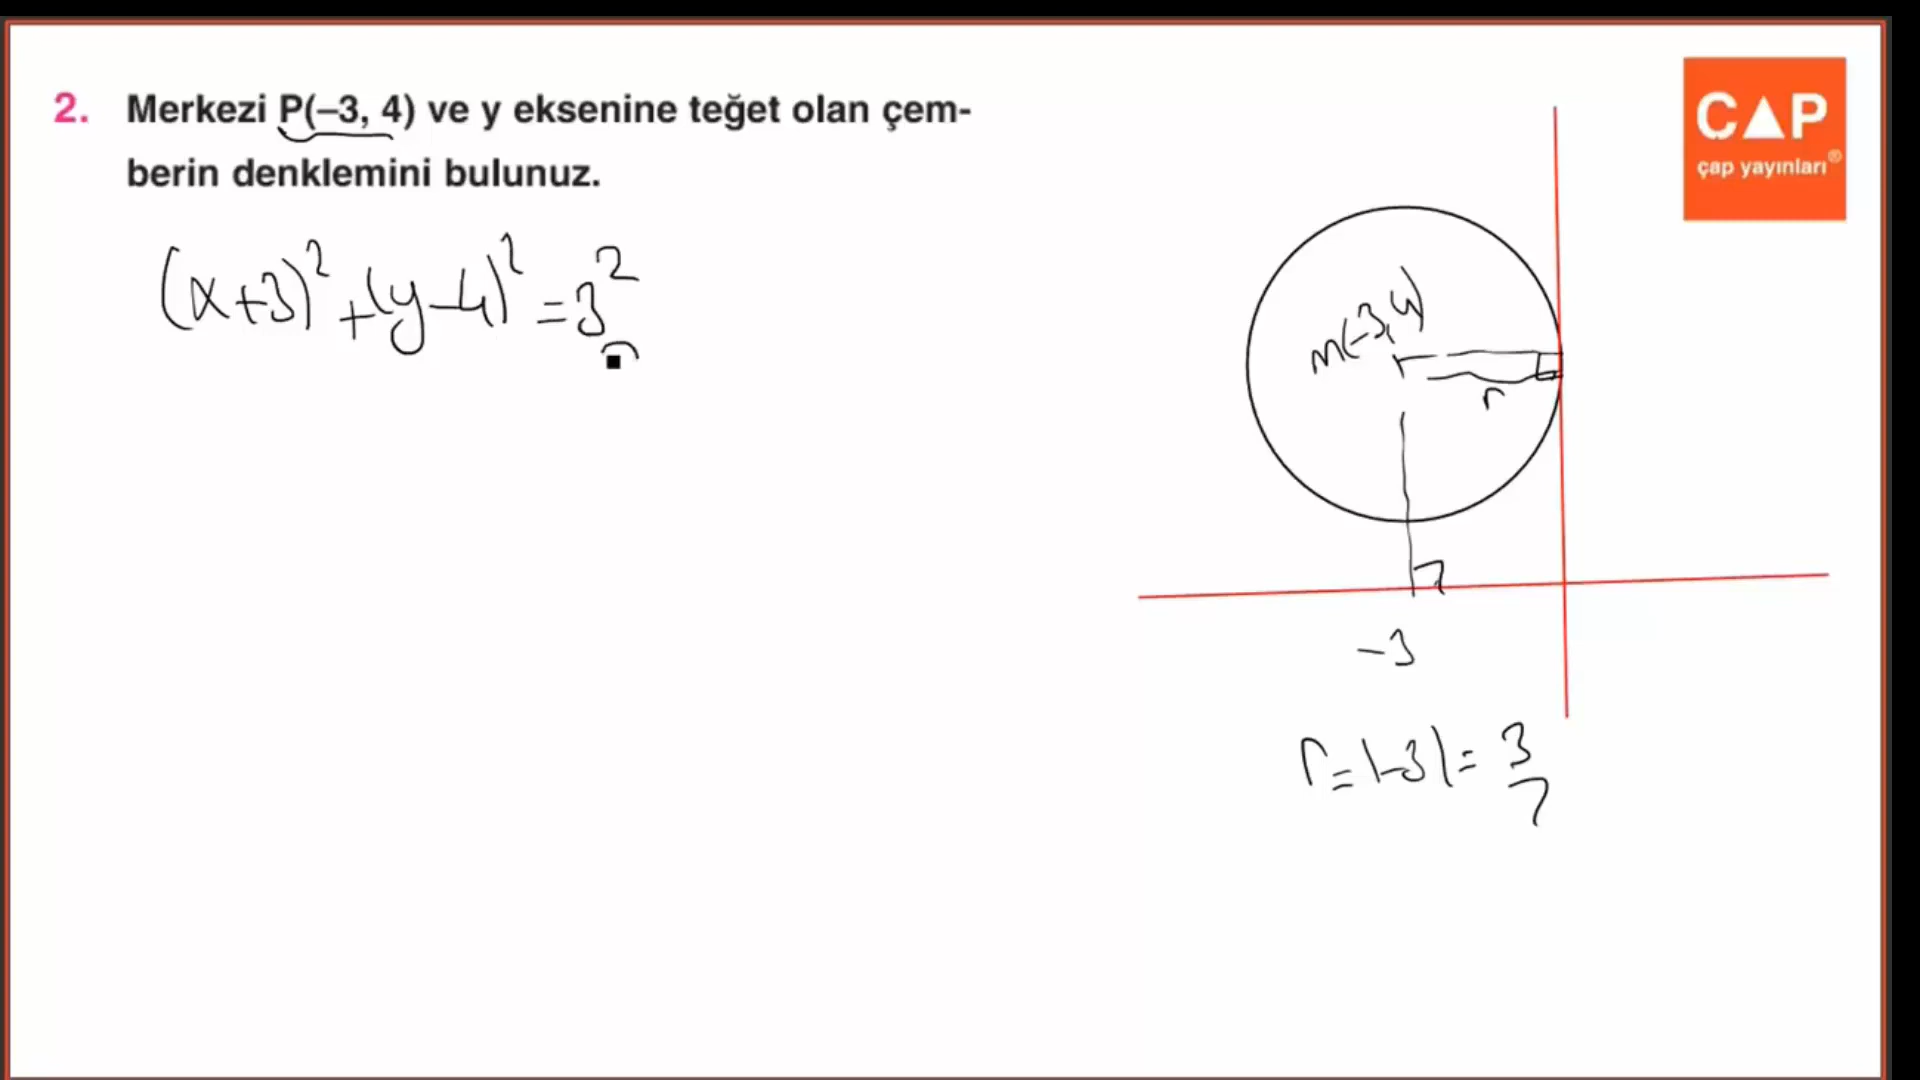 2. Merkezi P(–3, 4) ve y eksenine teğet olan çem-
berin denklemini bulunuz.
(x+3)² + (y-4)² = 3²
CAP
çap yayınları®
m(-3,4)
r
-3
r = |-3| = 3